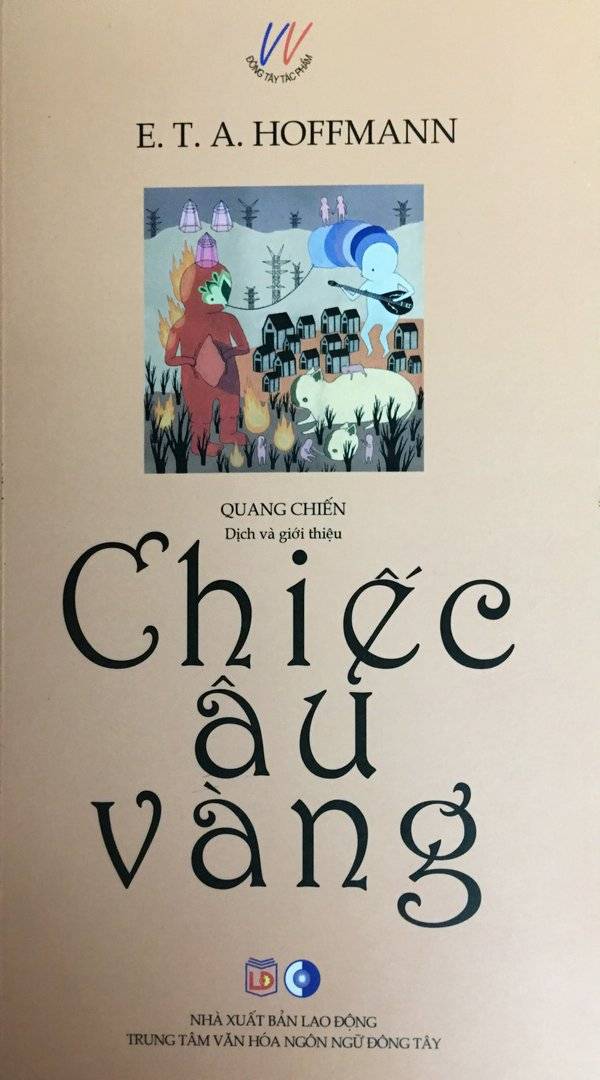 ĐÔNG TÂY TÁC PHẨM
E. T. A. HOFFMANN
QUANG CHIẾN
Dịch và giới thiệu
Chiếc
âu
vàng
LĐ
NHÀ XUẤT BẢN LAO ĐỘNG
TRUNG TÂM VĂN HÓA NGÔN NGỮ ĐÔNG TÂY